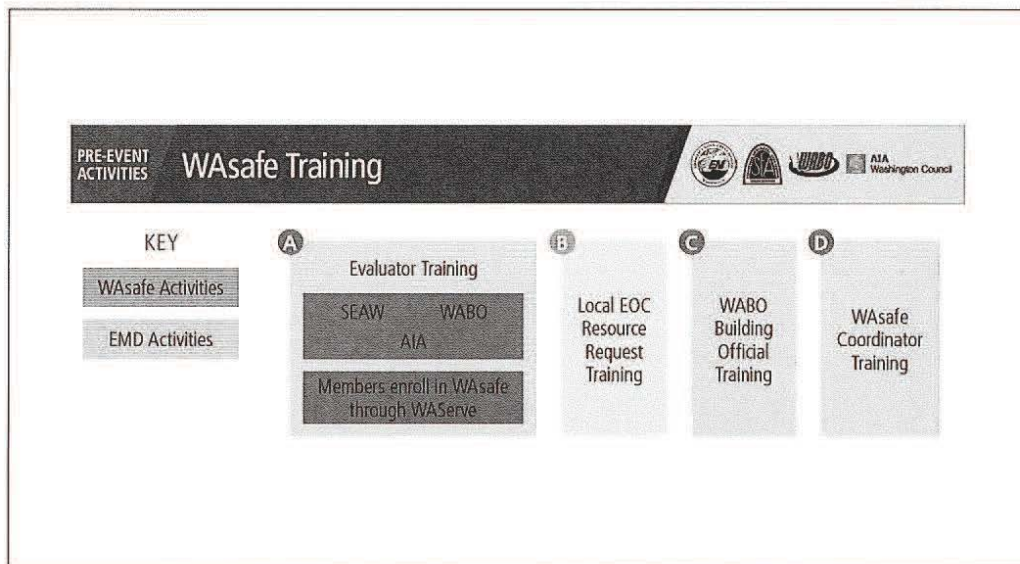 PRE-EVENT
ACTIVITIES
WAsafe Training
AIA
Washington Council
KEY
WAsafe Activities
EMD Activities
A
Evaluator Training
SEAW WABO
AIA
Members enroll in WAsafe
through WAServe
B
Local EOC
Resource
Request
Training
C
WABO
Building
Official
Training
D
WAsafe
Coordinator
Training